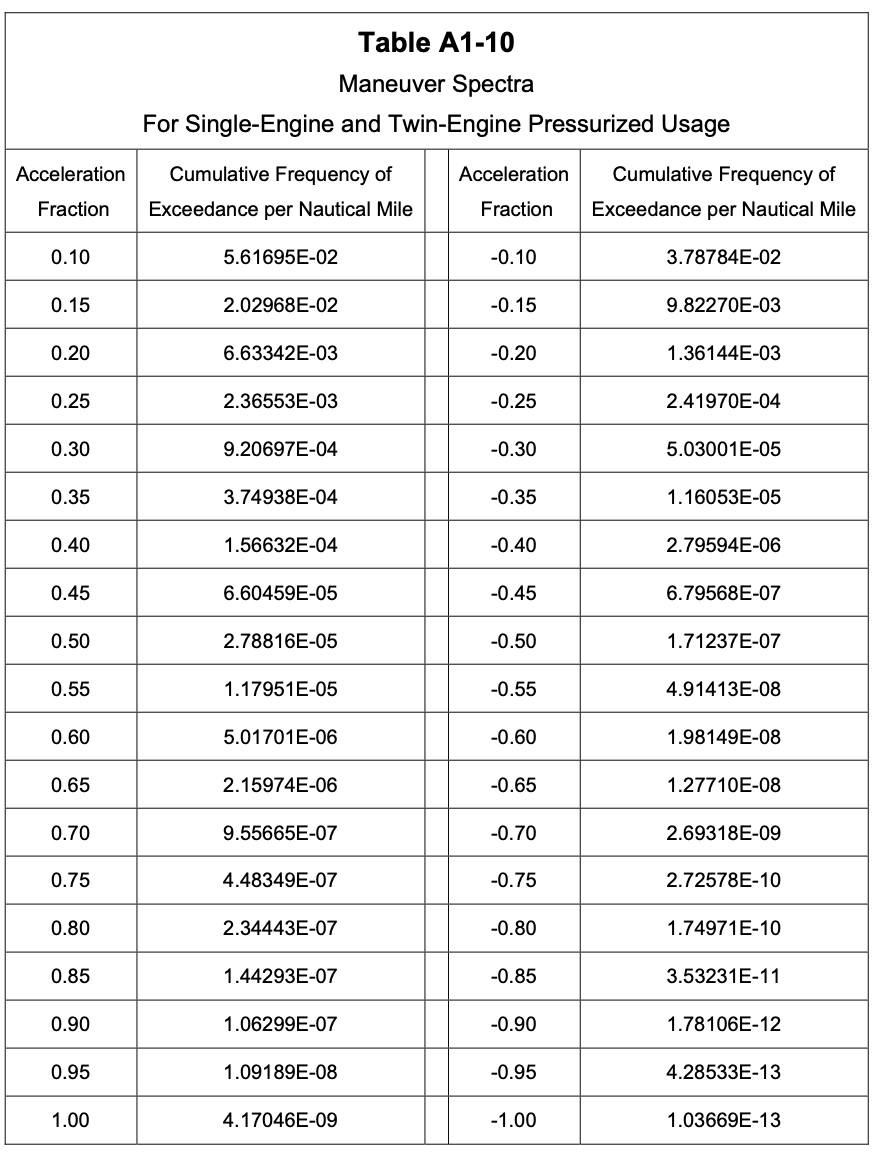 Table A1-10
Maneuver Spectra
For Single-Engine and Twin-Engine Pressurized Usage
Acceleration Fraction Cumulative Frequency of Exceedance per Nautical Mile Acceleration Fraction Cumulative Frequency of Exceedance per Nautical Mile
0.10 5.61695E-02 -0.10 3.78784E-02
0.15 2.02968E-02 -0.15 9.82270E-03
0.20 6.63342E-03 -0.20 1.36144E-03
0.25 2.36553E-03 -0.25 2.41970E-04
0.30 9.20697E-04 -0.30 5.03001E-05
0.35 3.74938E-04 -0.35 1.16053E-05
0.40 1.56632E-04 -0.40 2.79594E-06
0.45 6.60459E-05 -0.45 6.79568E-07
0.50 2.78816E-05 -0.50 1.71237E-07
0.55 1.17951E-05 -0.55 4.91413E-08
0.60 5.01701E-06 -0.60 1.98149E-08
0.65 2.15974E-06 -0.65 1.27710E-08
0.70 9.55665E-07 -0.70 2.69318E-09
0.75 4.48349E-07 -0.75 2.72578E-10
0.80 2.34443E-07 -0.80 1.74971E-10
0.85 1.44293E-07 -0.85 3.53231E-11
0.90 1.06299E-07 -0.90 1.78106E-12
0.95 1.09189E-08 -0.95 4.28533E-13
1.00 4.17046E-09 -1.00 1.03669E-13